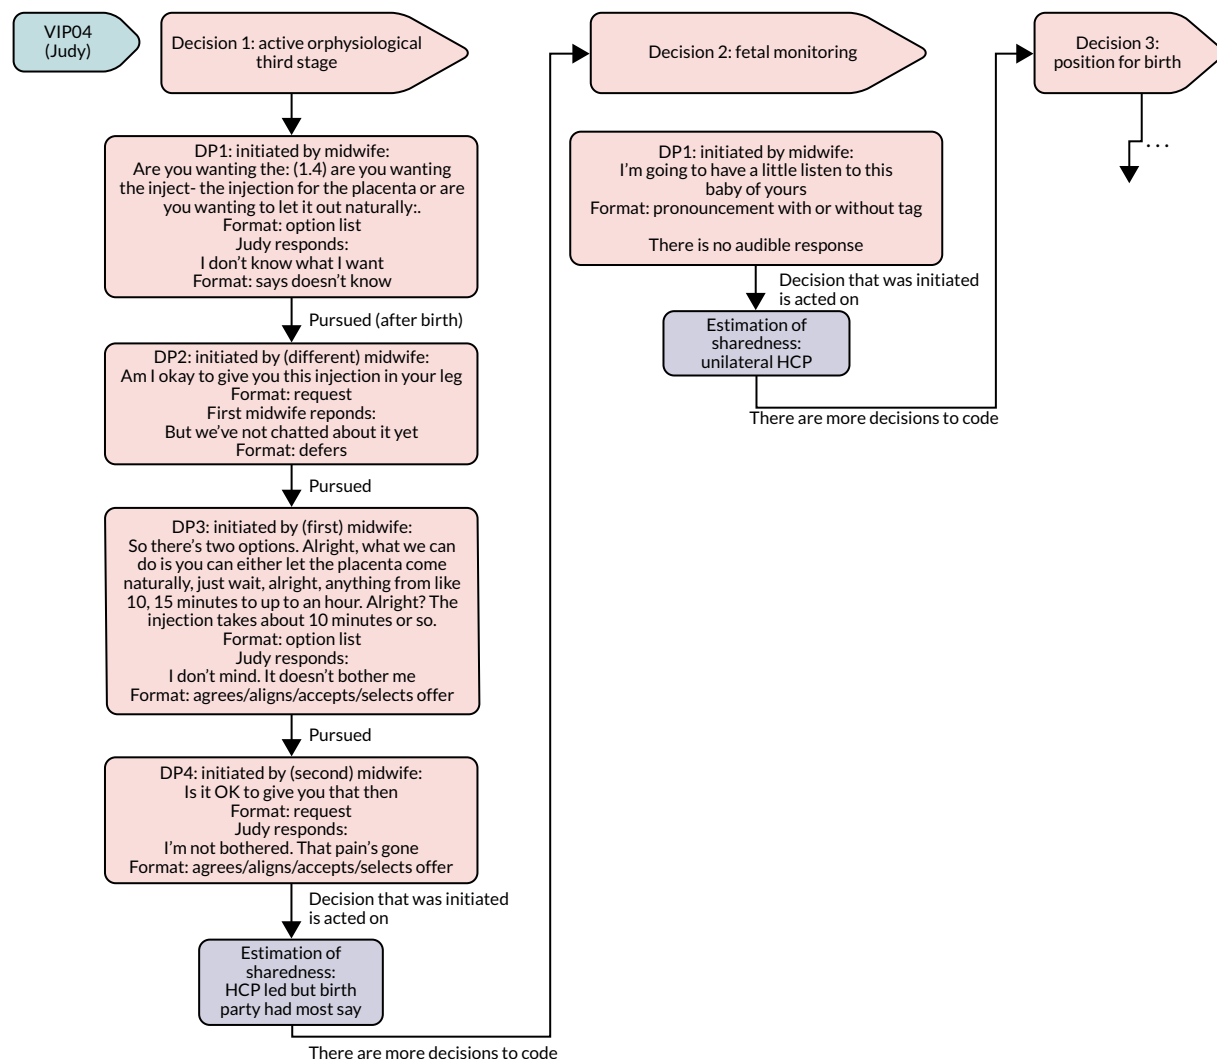 VIP04
(Judy)
Decision 1: active orphysiological
third stage
DP1: initiated by midwife:
Are you wanting the: (1.4) are you wanting
the inject- the injection for the placenta or are
you wanting to let it out naturally:.
Format: option list
Judy responds:
I don’t know what I want
Format: says doesn’t know
Pursued (after birth)
DP2: initiated by (different) midwife:
Am I okay to give you this injection in your leg
Format: request
First midwife reponds:
But we’ve not chatted about it yet
Format: defers
Pursued
DP3: initiated by (first) midwife:
So there’s two options. Alright, what we can
do is you can either let the placenta come
naturally, just wait, alright, anything from like
10, 15 minutes to up to an hour. Alright? The
injection takes about 10 minutes or so.
Format: option list
Judy responds:
I don’t mind. It doesn’t bother me
Format: agrees/aligns/accepts/selects offer
Pursued
DP4: initiated by (second) midwife:
Is it OK to give you that then
Format: request
Judy responds:
I’m not bothered. That pain’s gone
Format: agrees/aligns/accepts/selects offer
Decision that was initiated
is acted on
Estimation of
sharedness:
HCP led but birth
party had most say
There are more decisions to code
Decision 2: fetal monitoring
DP1: initiated by midwife:
I’m going to have a little listen to this
baby of yours
Format: pronouncement with or without tag
There is no audible response
Decision that was initiated
is acted on
Estimation of
sharedness:
unilateral HCP
There are more decisions to code
Decision 3:
position for birth
...